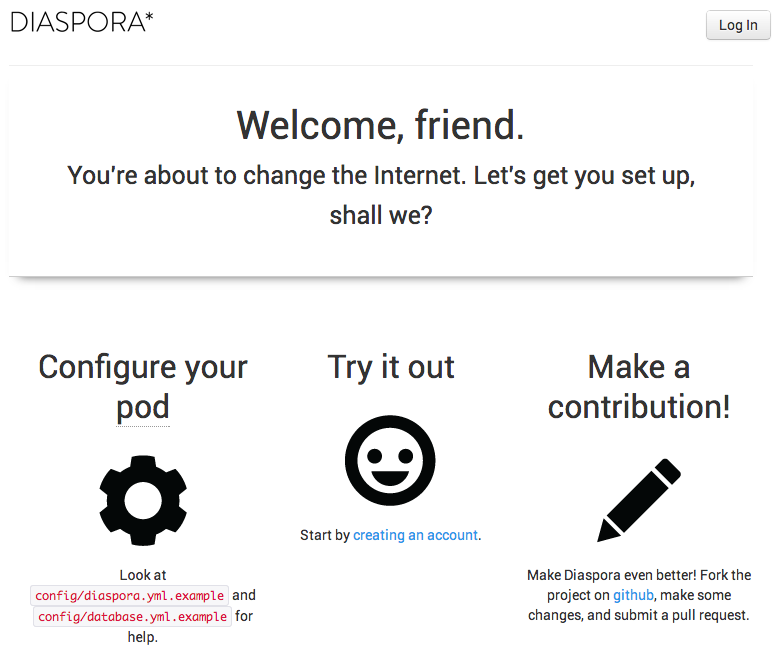 DIASPORA*
Log In
Welcome, friend.
You're about to change the Internet. Let's get you set up,
shall we?
Configure your
pod
Look at
config/diaspora.yml.example and
config/database.yml.example for
help.
Try it out
Start by creating an account.
Make a
contribution!
Make Diaspora even better! Fork the
project on github, make some
changes, and submit a pull request.